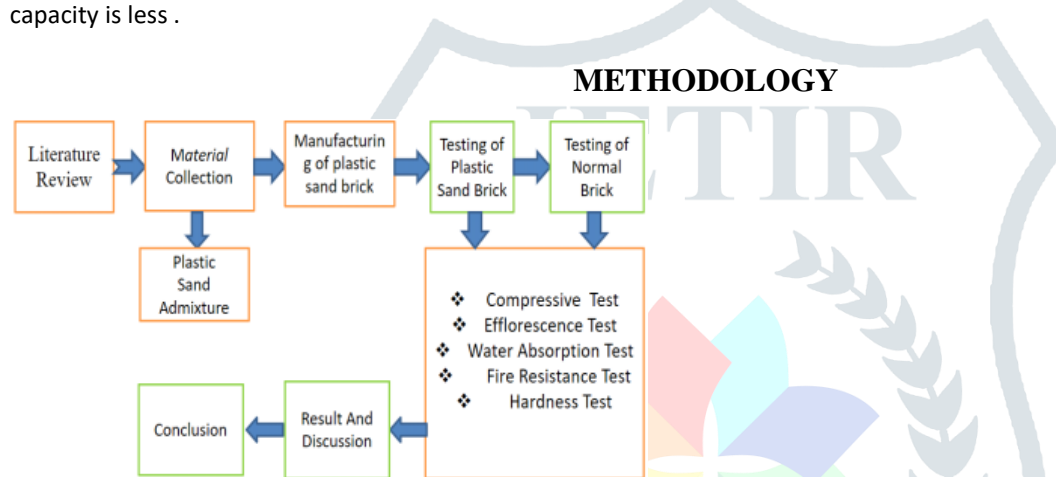 capacity is less .
METHODOLOGY
JETIR
Literature
Review
Material
Collection
Manufacturin
g of plastic
sand brick
Testing of
Plastic
Sand Brick
Testing of
Normal
Brick
Plastic
Sand
Admixture
❖ Compressive Test
❖ Efflorescence Test
❖ Water Absorption Test
❖ Fire Resistance Test
❖ Hardness Test
Result And
Discussion
Conclusion